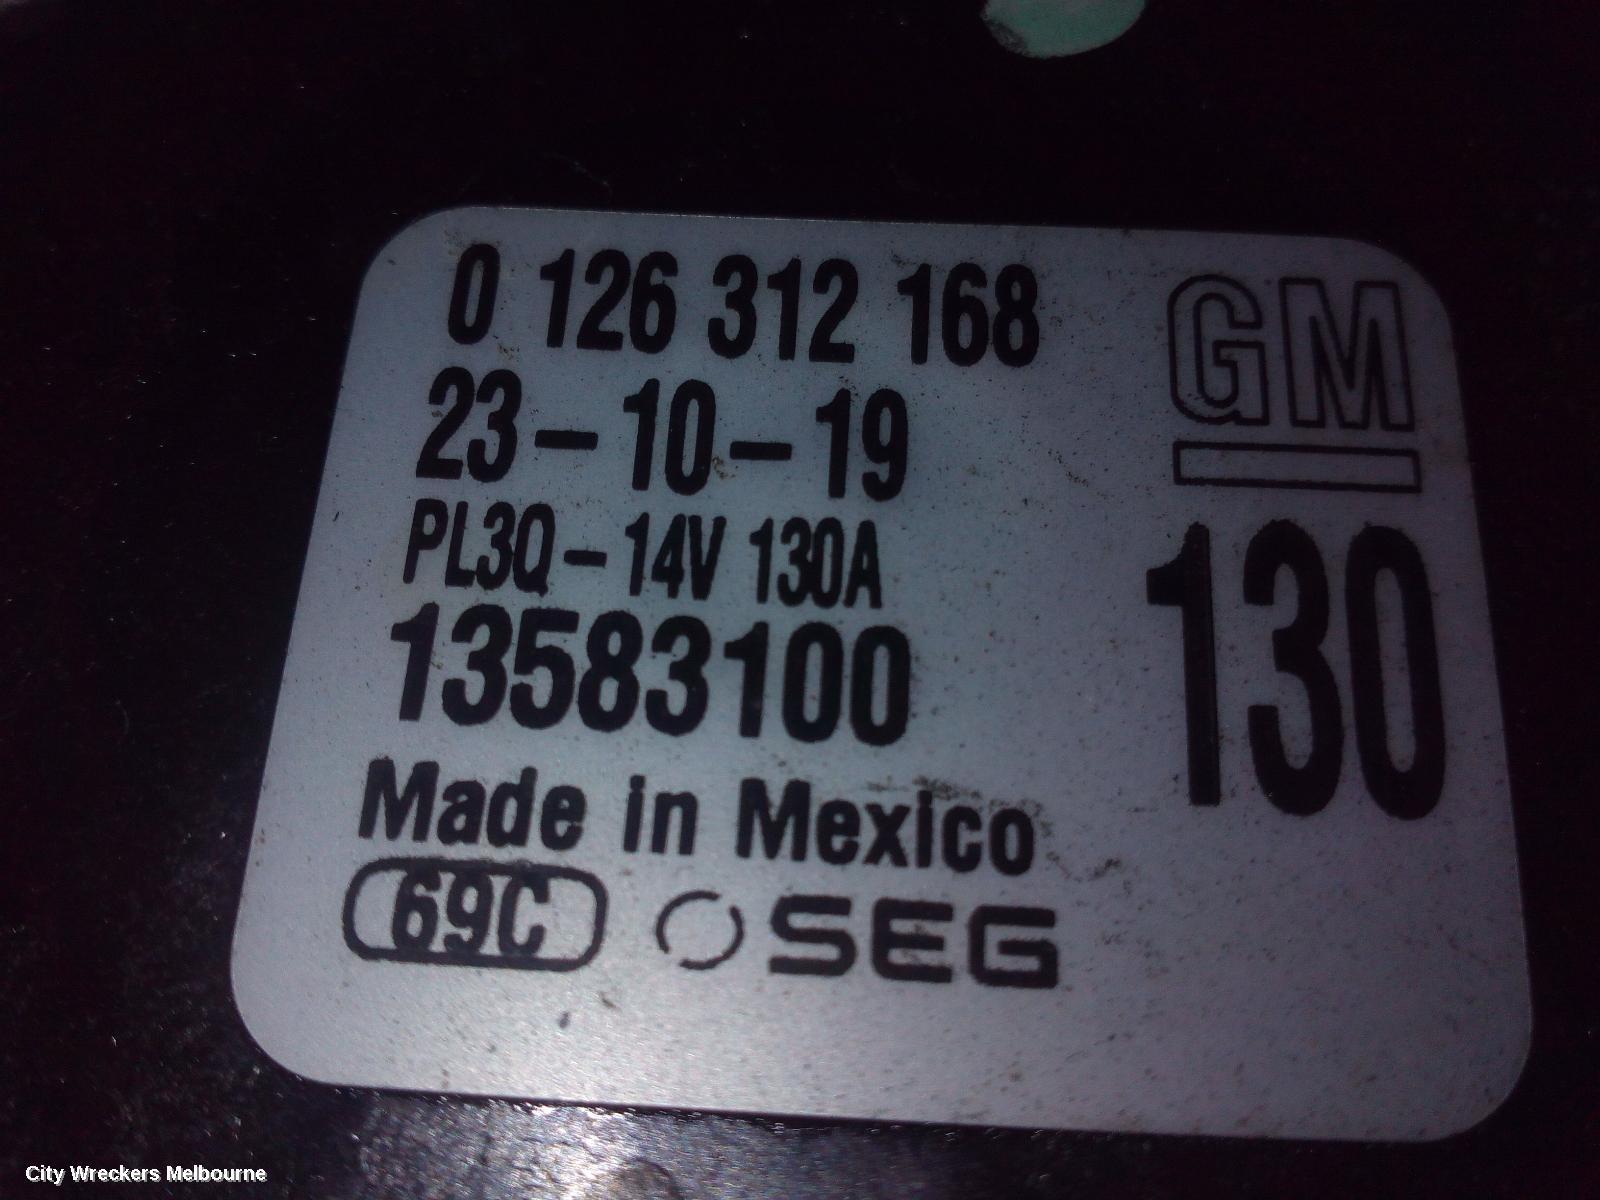 0 126 312 168
GM
23-10-19
PL3Q-14V 130A
130
13583100
Made in Mexico
69C SEG
City Wreckers Melbourne